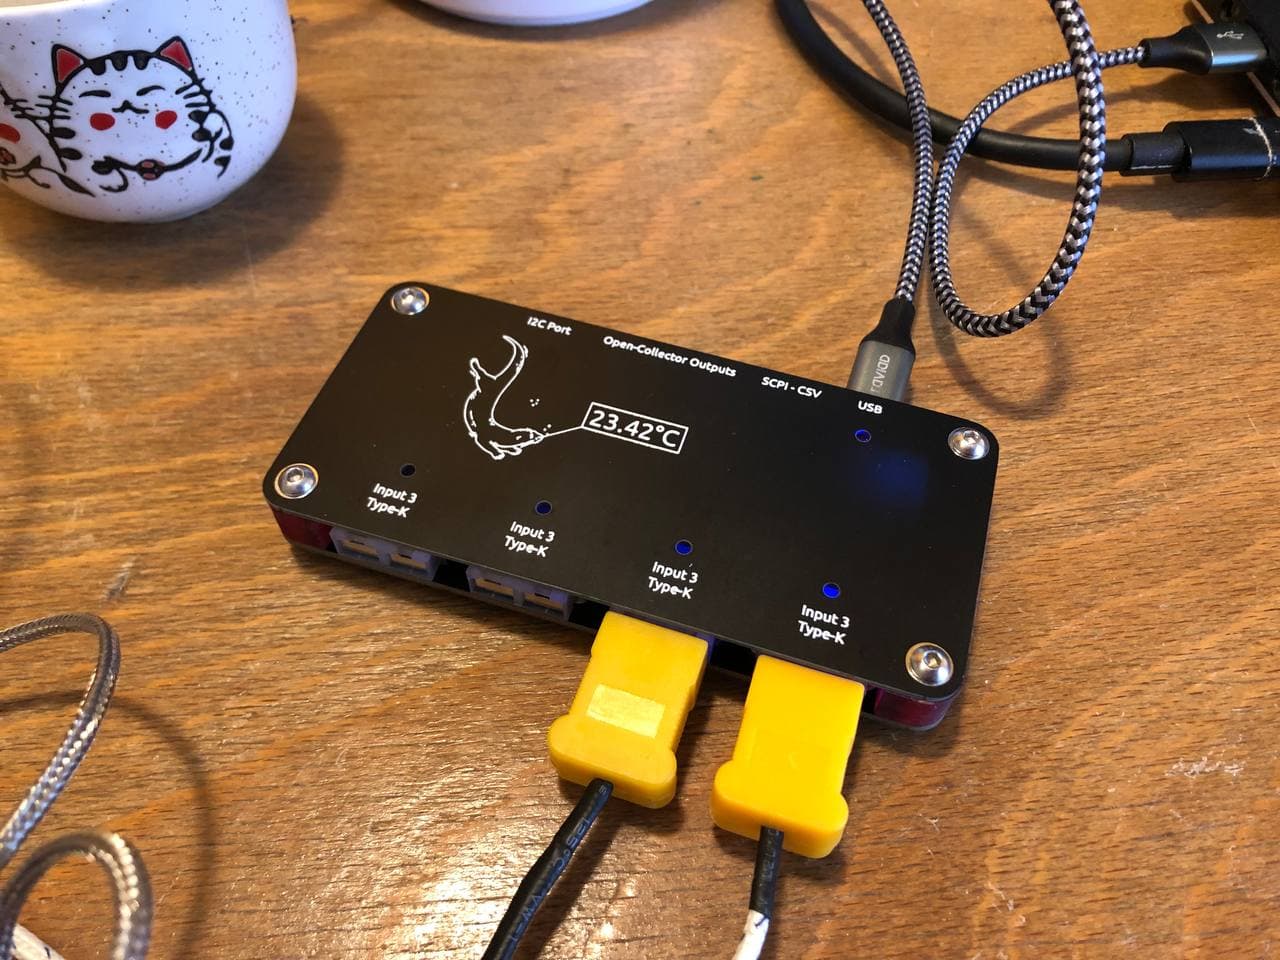 I2C Port
Open-Collector Outputs
SCPI - CSV
USB
23.42°C
Input 3
Type-K
Input 3
Type-K
Input 3
Type-K
Input 3
Type-K